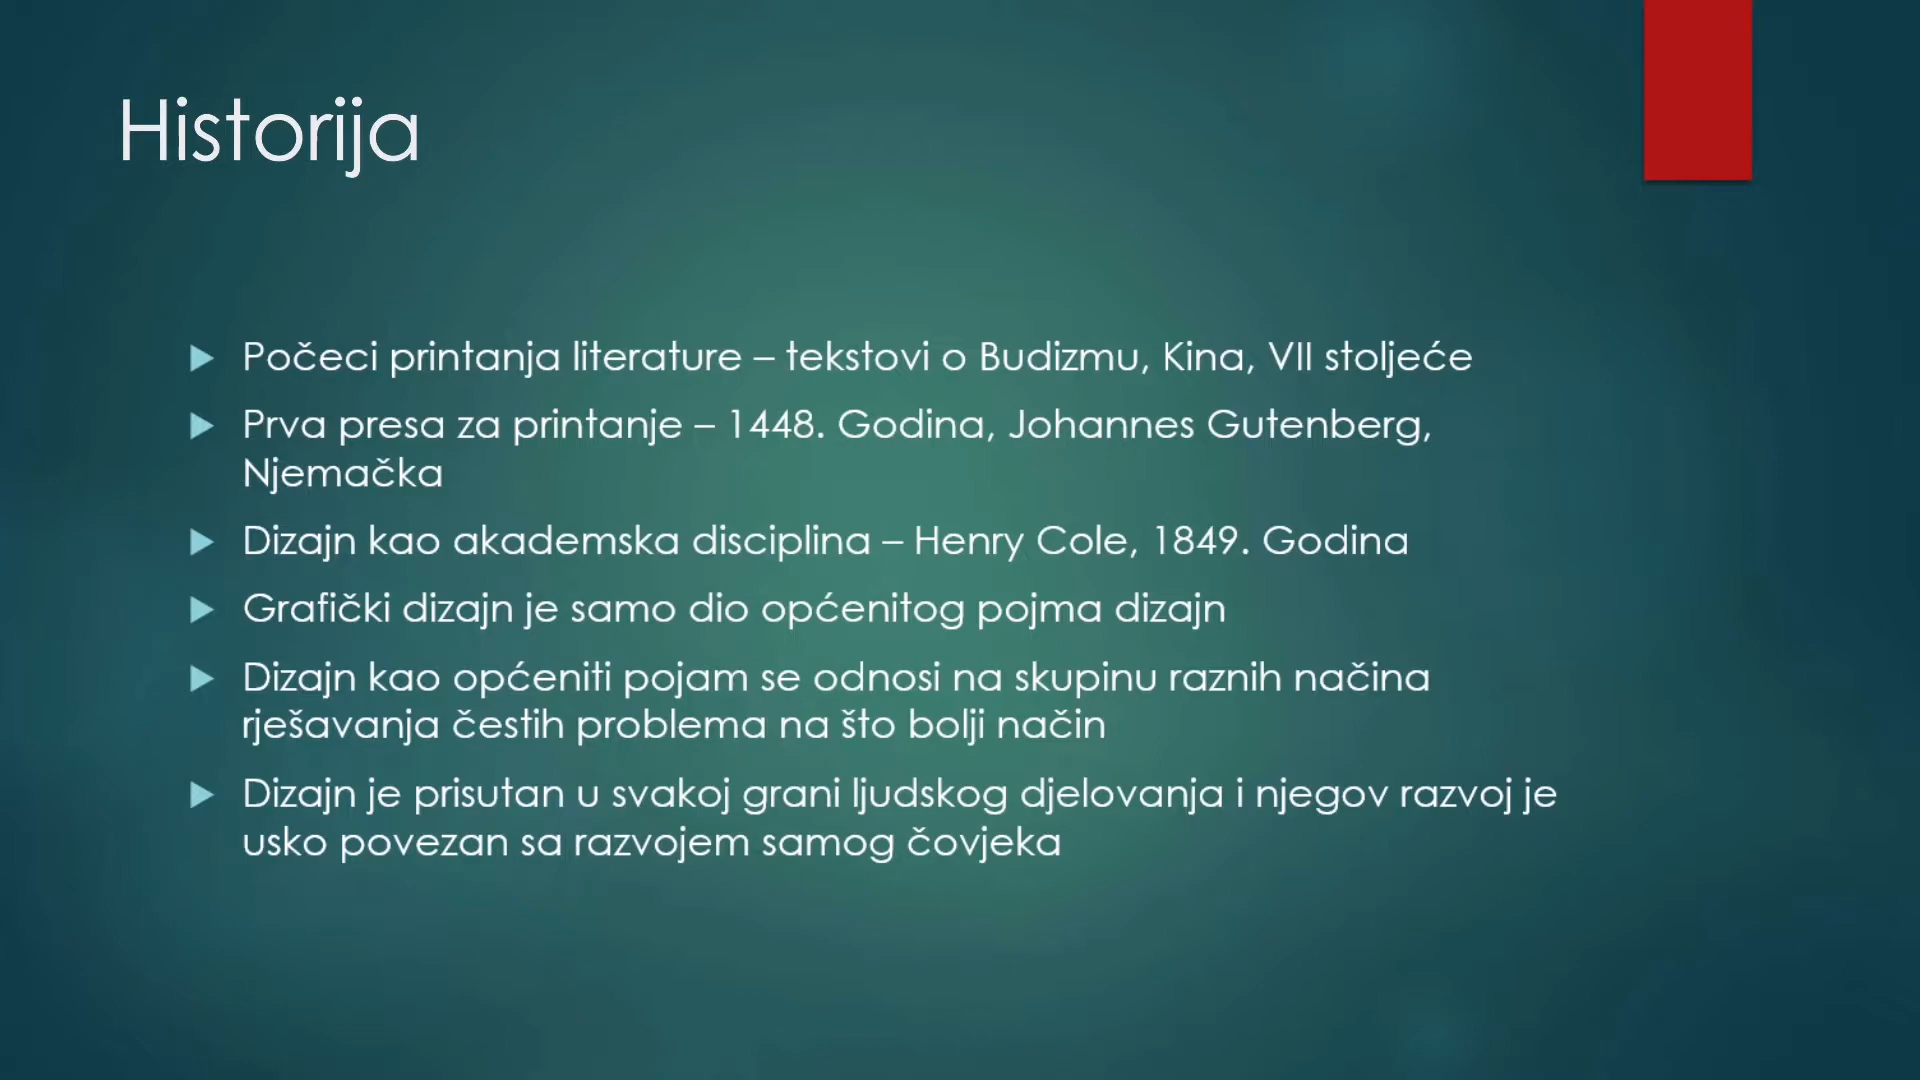 Historija
Počeci printanja literature – tekstovi o Budizmu, Kina, VII stoljeće
Prva presa za printanje – 1448. Godina, Johannes Gutenberg,
Njemačka
Dizajn kao akademska disciplina – Henry Cole, 1849. Godina
Grafički dizajn je samo dio općenitog pojma dizajn
Dizajn kao općeniti pojam se odnosi na skupinu raznih načina
rješavanja čestih problema na što bolji način
Dizajn je prisutan u svakoj grani ljudskog djelovanja i njegov razvoj je
usko povezan sa razvojem samog čovjeka